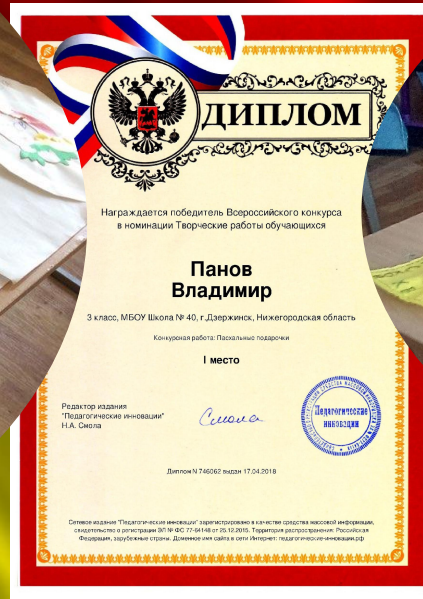 ДИПЛОМ
Награждается победитель Всероссийского конкурса
в номинации Творческие работы обучающихся
Панов
Владимир
3 класс, МБОУ Школа № 40, г.Дзержинск, Нижегородская область
Конкурсная работа: Пасхальные подарочки
I место
Редактор издания
"Педагогические инновации"
Н.А. Смола
Смола
Педагогические
инновации
Диплом N 746062 выдан 17.04.2018
Сетевое издание "Педагогические инновации" зарегистрировано в качестве средства массовой информации,
свидетельство о регистрации ЭЛ № ФС 77-64148 от 25.12.2015. Территория распространения: Российская
Федерация, зарубежные страны. Доменное имя сайта в сети Интернет: педагогические-инновации.рф